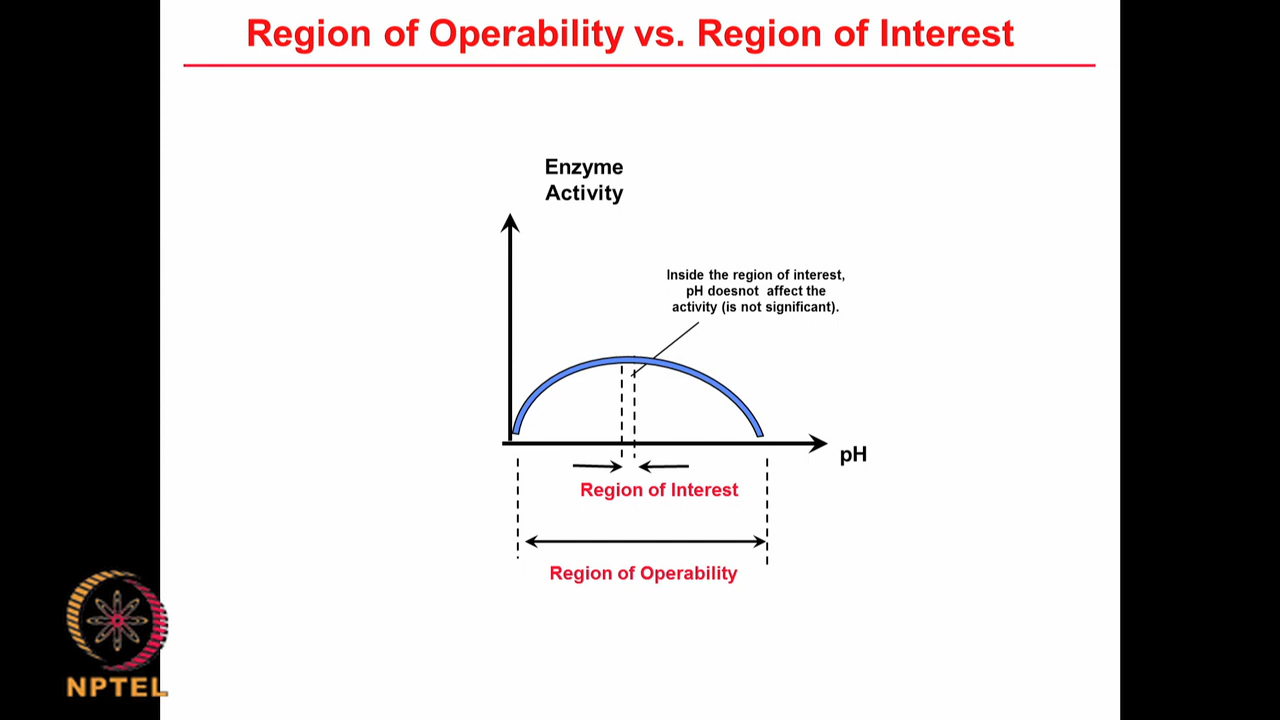 Region of Operability vs. Region of Interest
Enzyme
Activity
Inside the region of interest,
pH doesnot affect the
activity (is not significant).
pH
Region of Interest
Region of Operability
NPTEL